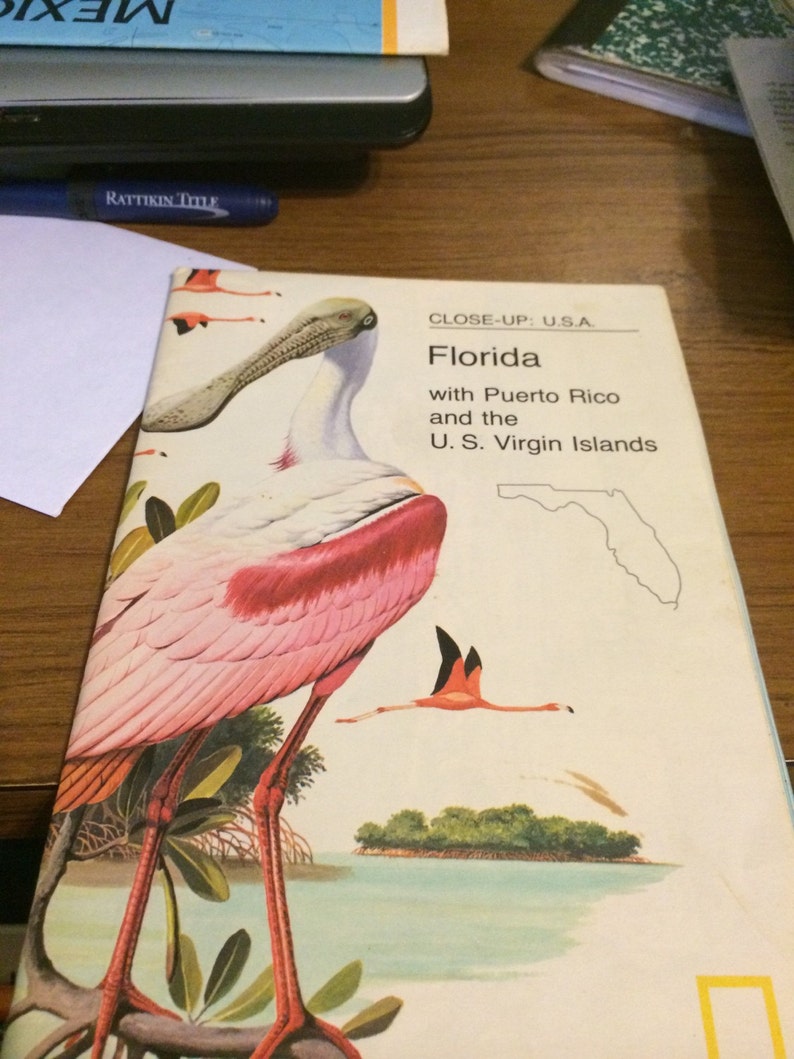 MEXICO
RATTIKIN TITLE
CLOSE-UP: U.S.A.
Florida
with Puerto Rico
and the
U. S. Virgin Islands